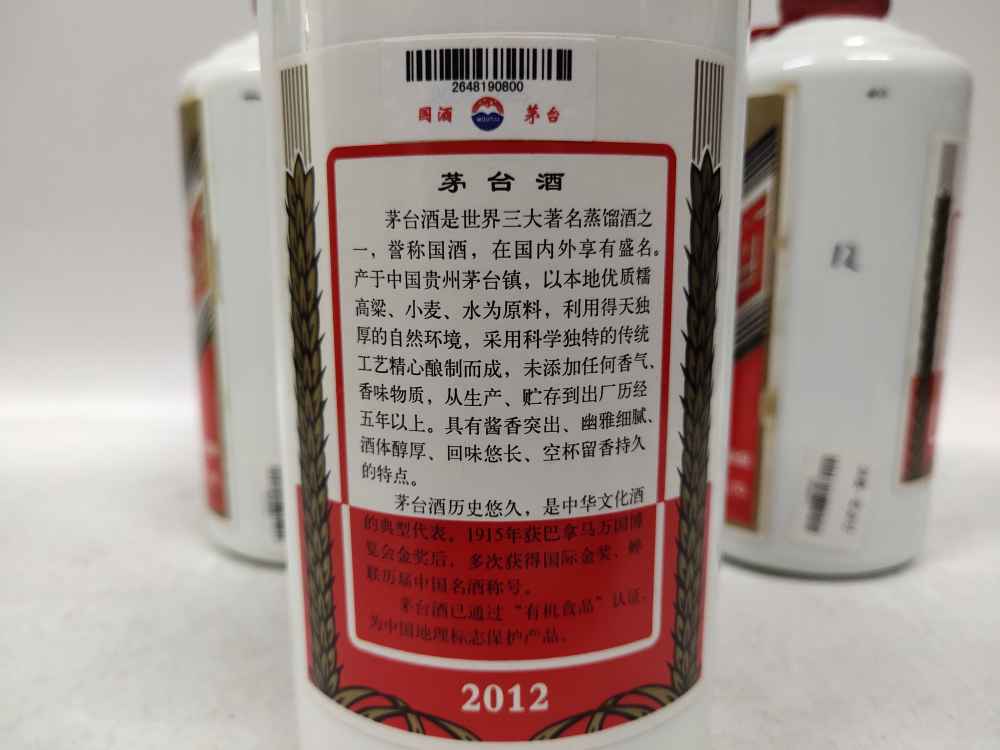 2648190800
国酒 茅台
茅台酒
茅台酒是世界三大著名蒸馏酒之
一，誉称国酒，在国内外享有盛名。
产于中国贵州茅台镇，以本地优质糯
高粱、小麦、水为原料，利用得天独
厚的自然环境，采用科学独特的传统
工艺精心酿制而成，未添加任何香气、
香味物质，从生产、贮存到出厂历经
五年以上。具有酱香突出、幽雅细腻、
酒体醇厚、回味悠长、空杯留香持久
的特点。
茅台酒历史悠久，是中华文化酒
的典型代表。1915年获巴拿马万国博
览会金奖后，多次获得国际金奖、蝉
联历届中国名酒称号。
茅台酒已通过“有机食品”认证，
为中国地理标志保护产品。
2012